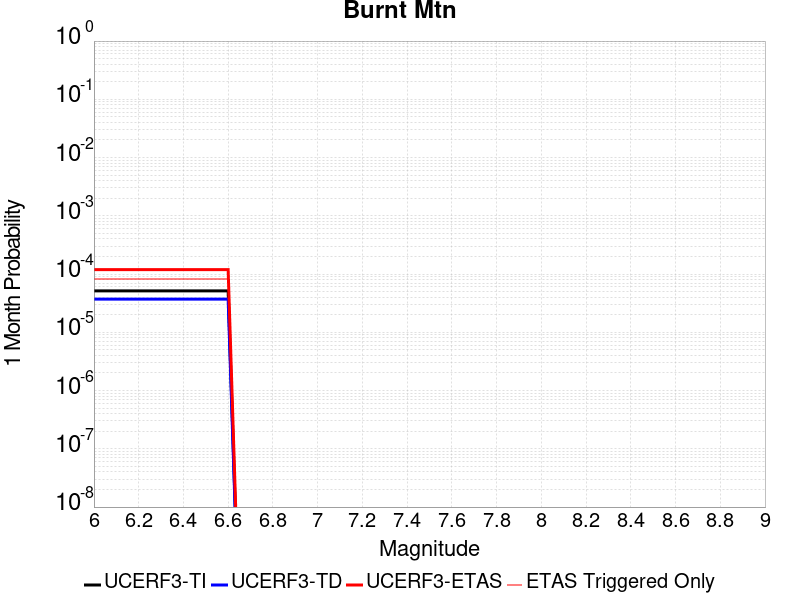 Burnt Mtn
10^0
10^-1
10^-2
10^-3
10^-4
10^-5
10^-6
10^-7
10^-8
1 Month Probability
6 6.2 6.4 6.6 6.8 7 7.2 7.4 7.6 7.8 8 8.2 8.4 8.6 8.8 9
Magnitude
UCERF3-TI UCERF3-TD UCERF3-ETAS ETAS Triggered Only